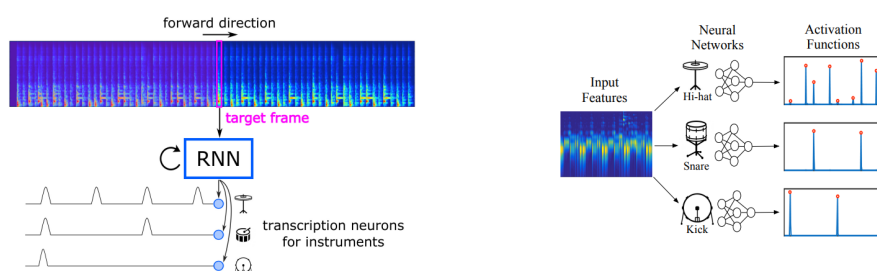 forward direction
target frame
RNN
transcription neurons
for instruments
Neural
Networks
Activation
Functions
Input
Features
Hi-hat
Snare
Kick